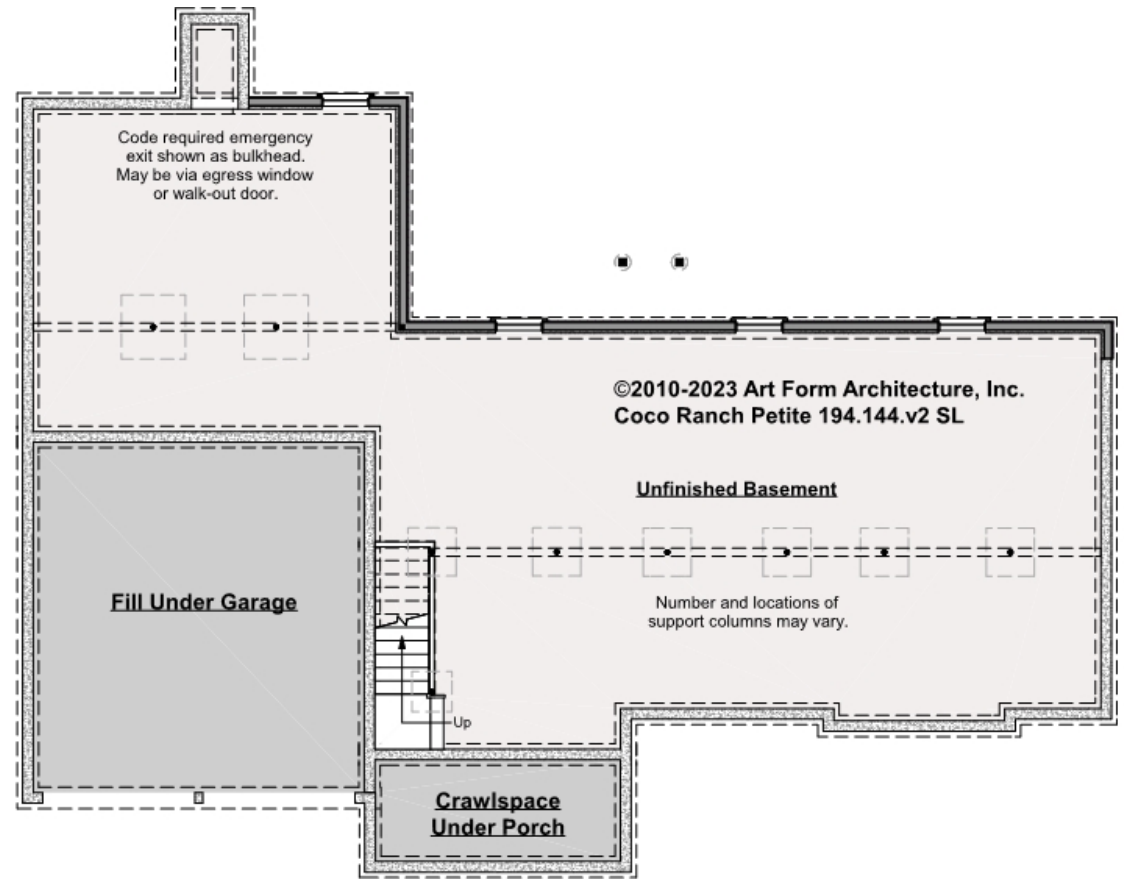 Code required emergency
exit shown as bulkhead.
May be via egress window
or walk-out door.
©2010-2023 Art Form Architecture, Inc.
Coco Ranch Petite 194.144.v2 SL
Unfinished Basement
Fill Under Garage
Number and locations of
support columns may vary.
Up
Crawlspace
Under Porch